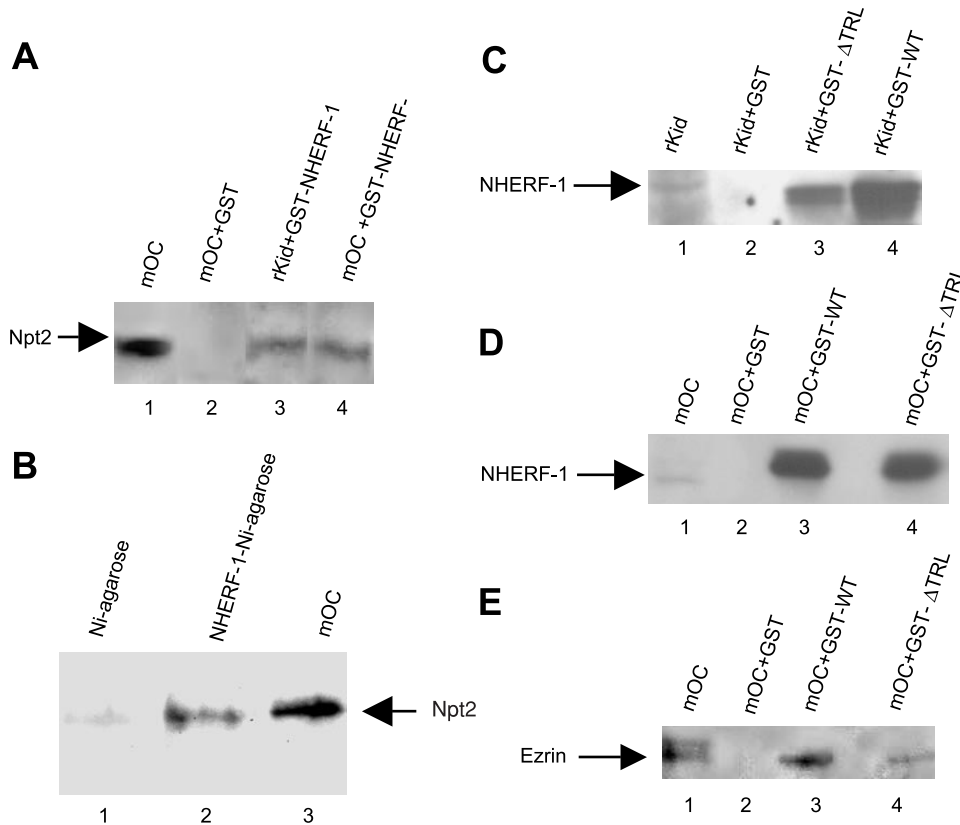 A
mOC
mOC+GST
rKid+GST-NHERF-1
mOC +GST-NHERF-
Npt2
1 2 3 4
B
Ni-agarose
NHERF-1-Ni-agarose
mOC
Npt2
1 2 3
C
rKid
rKid+GST
rKid+GST-ΔTRL
rKid+GST-WT
NHERF-1
1 2 3 4
D
mOC
mOC+GST
mOC+GST-WT
mOC+GST-ΔTRL
NHERF-1
1 2 3 4
E
mOC
mOC+GST
mOC+GST-WT
mOC+GST-ΔTRL
Ezrin
1 2 3 4